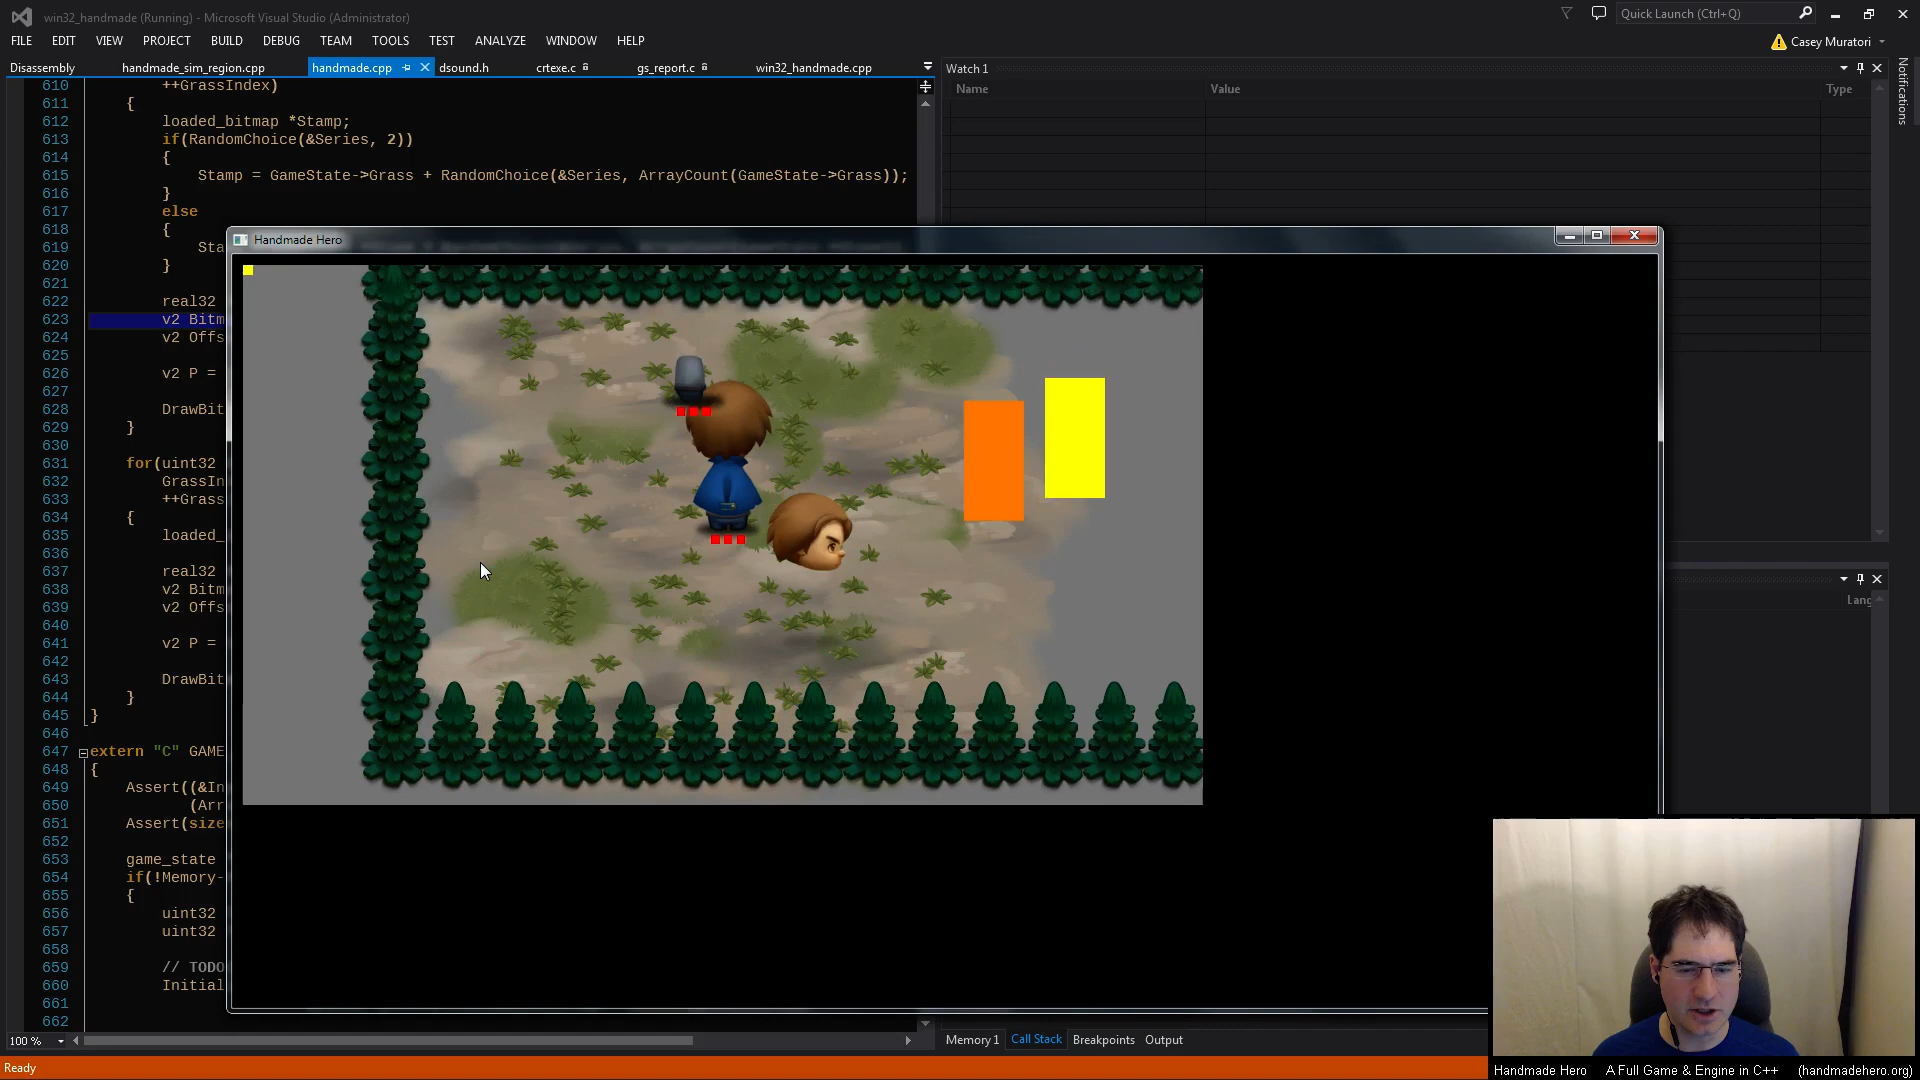 win32_handmade (Running) - Microsoft Visual Studio (Administrator)
Quick Launch (Ctrl+Q)
FILE EDIT VIEW PROJECT BUILD DEBUG TEAM TOOLS TEST ANALYZE WINDOW HELP
Casey Muratori
Disassembly handmade_sim_region.cpp handmade.cpp dsound.h crtexe.c gs_report.c win32_handmade.cpp
Watch 1
Name Value Type
Notifications
610 ++GrassIndex)
611 {
612 loaded_bitmap *Stamp;
613 if(RandomChoice(&Series, 2))
614 {
615 Stamp = GameState->Grass + RandomChoice(&Series, ArrayCount(GameState->Grass));
616 }
617 else
618 {
619 Sta
620 }
621
622 real32
623 v2 Bitm
624 v2 Offs
625
626 v2 P =
627
628 DrawBit
629 }
630
631 for(uint32
632 GrassIn
633 ++Grass
634 {
635 loaded_
636
637 real32
638 v2 Bitm
639 v2 Offs
640
641 v2 P =
642
643 DrawBit
644 }
645 }
646
647 extern "C" GAME
648 {
649 Assert((&In
650 (Arr
651 Assert(size
652
653 game_state
654 if(!Memory-
655 {
656 uint32
657 uint32
658
659 // TODO
660 Initial
661
662
Handmade Hero
Lang
100 %
Memory 1 Call Stack Breakpoints Output
Ready
Handmade Hero A Full Game & Engine in C++ (handmadehero.org)